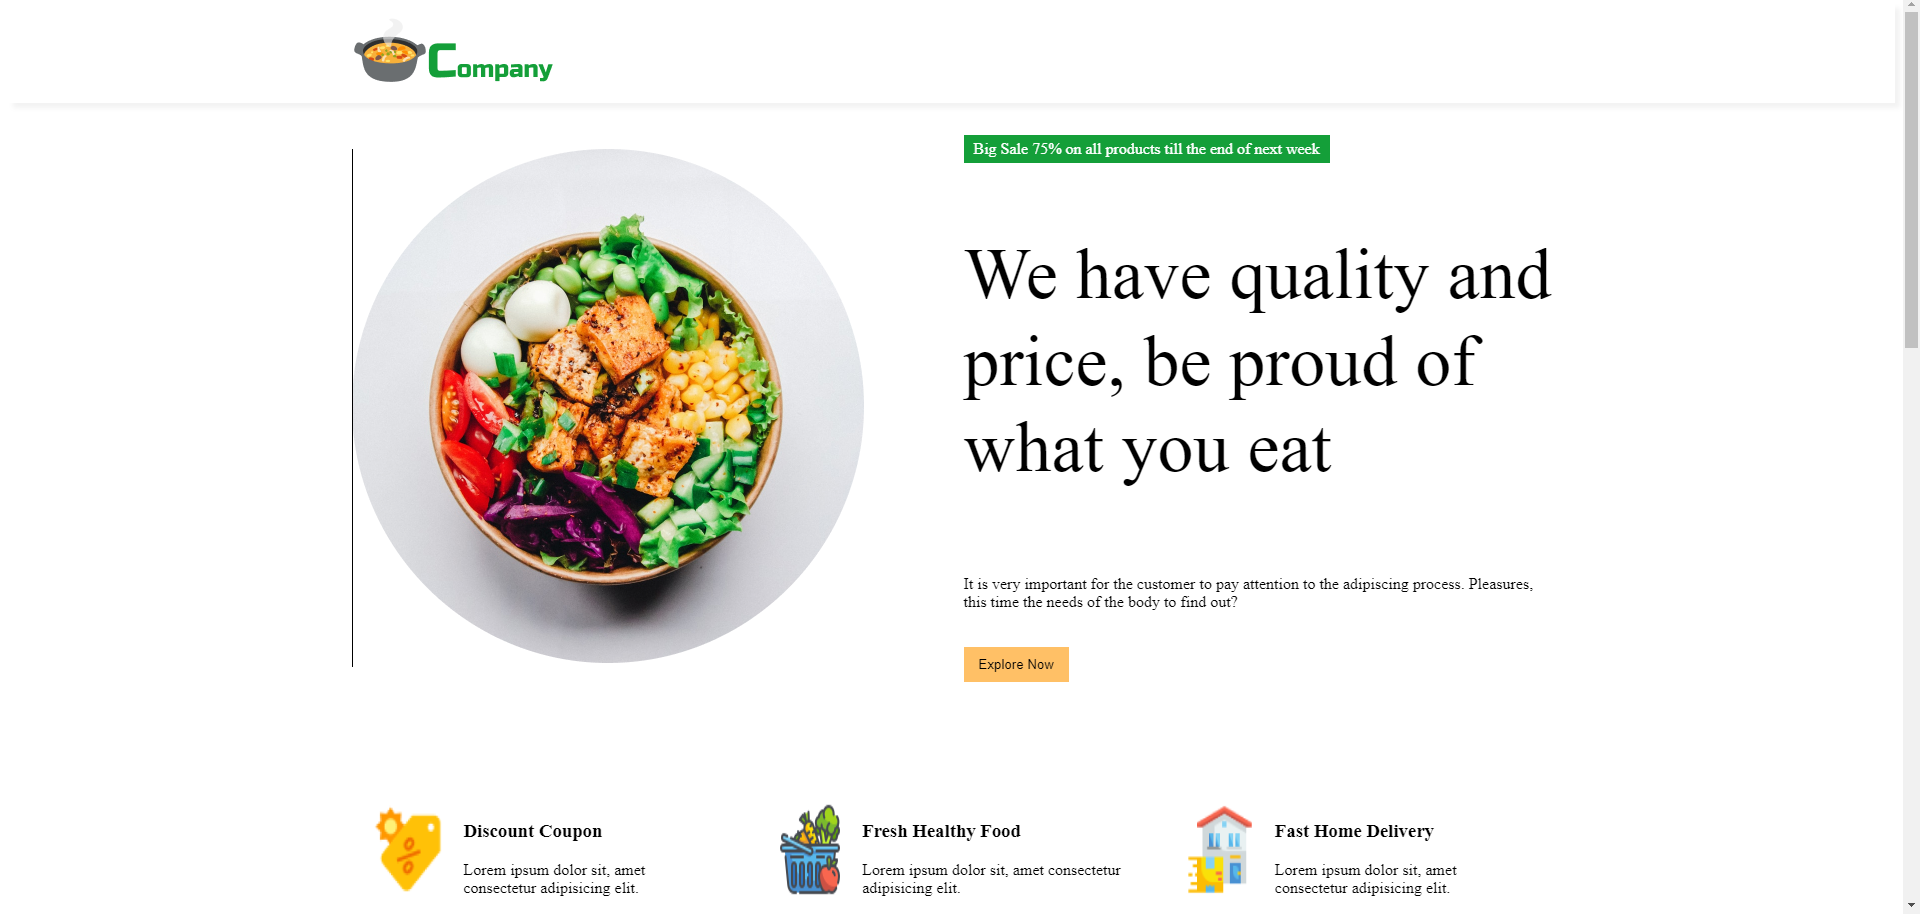 Company
Big Sale 75% on all products till the end of next week
We have quality and
price, be proud of
what you eat
It is very important for the customer to pay attention to the adipiscing process. Pleasures,
this time the needs of the body to find out?
Explore Now
Discount Coupon
Lorem ipsum dolor sit, amet
consectetur adipisicing elit.
Fresh Healthy Food
Lorem ipsum dolor sit, amet consectetur
adipisicing elit.
Fast Home Delivery
Lorem ipsum dolor sit, amet
consectetur adipisicing elit.